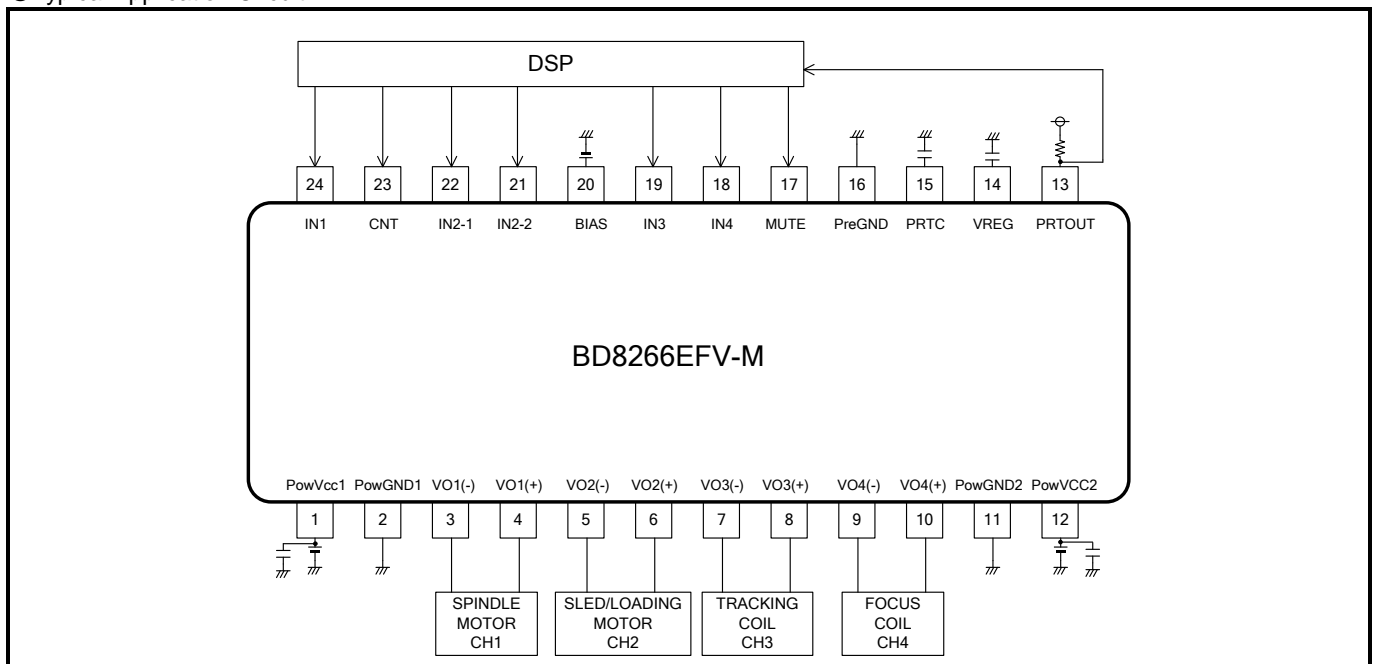 DSP
24 23 22 21 20 19 18 17 16 15 14 13
IN1 CNT IN2-1 IN2-2 BIAS IN3 IN4 MUTE PreGND PRTC VREG PRTOUT
BD8266EFV-M
PowVcc1 PowGND1 VO1(-) VO1(+) VO2(-) VO2(+) VO3(-) VO3(+) VO4(-) VO4(+) PowGND2 PowVCC2
1 2 3 4 5 6 7 8 9 10 11 12
SPINDLE
MOTOR
CH1
SLED/LOADING
MOTOR
CH2
TRACKING
COIL
CH3
FOCUS
COIL
CH4